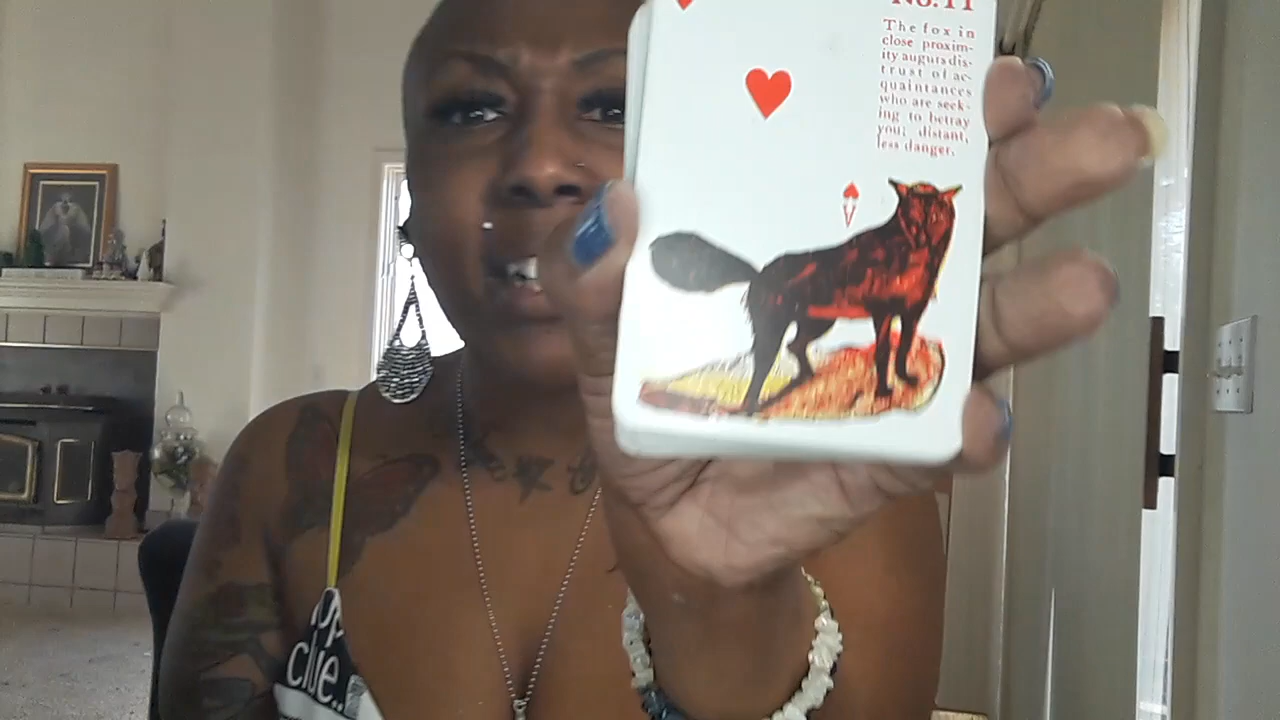 No: 11
The fox in
close proxim-
ity augurs dis-
trust of ac-
quaintances
who are seek-
ing to betray
you; distant,
less danger.
clue..